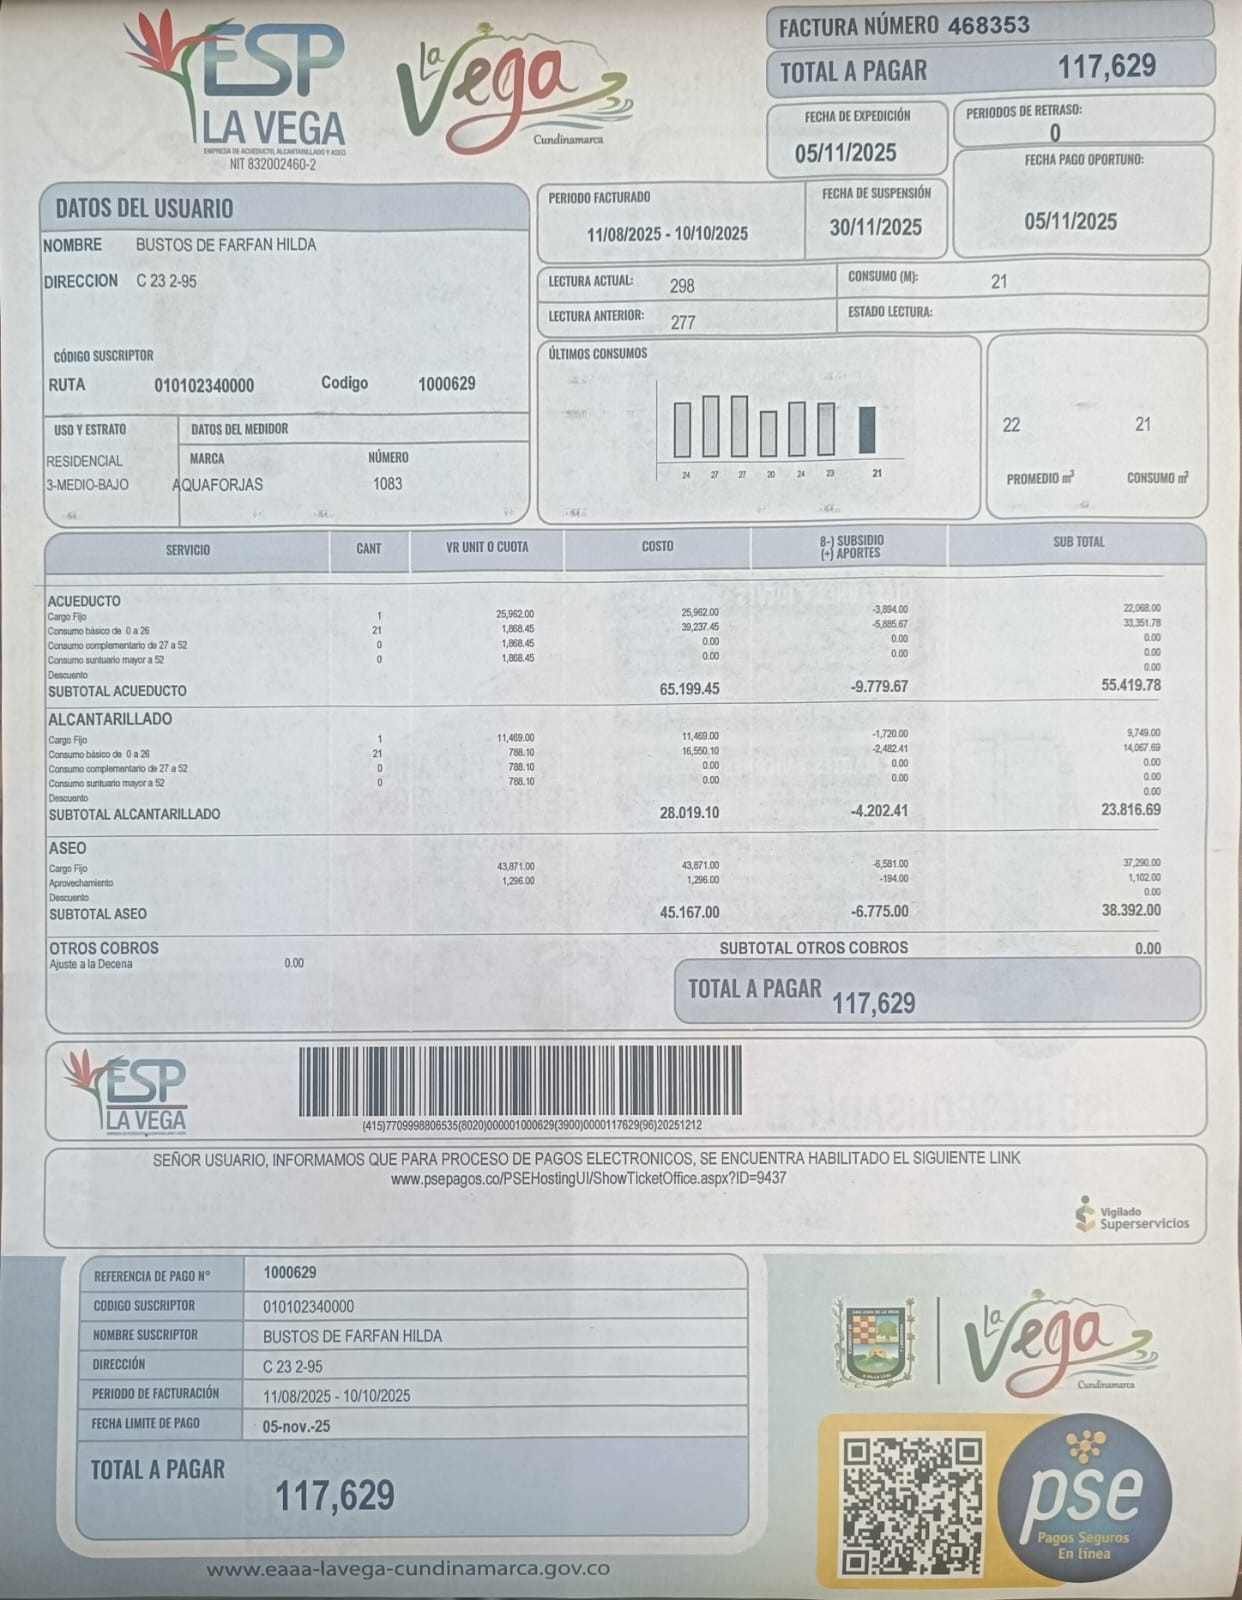 ESP
LA VEGA
EMPRESA DE ACUEDUCTO, ALCANTARILLADO Y ASEO
NIT 832002460-2
La Vega
Cundinamarca
FACTURA NÚMERO 468353
TOTAL A PAGAR 117,629
FECHA DE EXPEDICIÓN
05/11/2025
PERIODOS DE RETRASO:
0
FECHA PAGO OPORTUNO:
05/11/2025
PERIODO FACTURADO
11/08/2025 - 10/10/2025
FECHA DE SUSPENSIÓN
30/11/2025
DATOS DEL USUARIO
NOMBRE BUSTOS DE FARFAN HILDA
DIRECCION C 23 2-95
CÓDIGO SUSCRIPTOR
RUTA 010102340000 Codigo 1000629
USO Y ESTRATO
RESIDENCIAL
3-MEDIO-BAJO
DATOS DEL MEDIDOR
MARCA NÚMERO
AQUAFORJAS 1083
LECTURA ACTUAL: 298
CONSUMO (M): 21
LECTURA ANTERIOR: 277
ESTADO LECTURA:
ÚLTIMOS CONSUMOS
24 27 27 20 24 23 21
22 21
PROMEDIO m³ CONSUMO m³
SERVICIO CANT VR UNIT O CUOTA COSTO 8-) SUBSIDIO (+) APORTES SUB TOTAL
ACUEDUCTO
Cargo Fijo 1 25,962.00 25,962.00 -3,894.00 22,068.00
Consumo básico de 0 a 26 21 1,868.45 39,237.45 -5,885.67 33,351.78
Consumo complementario de 27 a 52 0 1,868.45 0.00 0.00 0.00
Consumo suntuario mayor a 52 0 1,868.45 0.00 0.00 0.00
Descuento 0.00
SUBTOTAL ACUEDUCTO 65.199.45 -9.779.67 55.419.78
ALCANTARILLADO
Cargo Fijo 1 11,469.00 11,469.00 -1,720.00 9,749.00
Consumo básico de 0 a 26 21 788.10 16,550.10 -2,482.41 14,067.69
Consumo complementario de 27 a 52 0 788.10 0.00 0.00 0.00
Consumo suntuario mayor a 52 0 788.10 0.00 0.00 0.00
Descuento 0.00
SUBTOTAL ALCANTARILLADO 28.019.10 -4.202.41 23.816.69
ASEO
Cargo Fijo 43,871.00 43,871.00 -6,581.00 37,290.00
Aprovechamiento 1,296.00 1,296.00 -194.00 1,102.00
Descuento 0.00
SUBTOTAL ASEO 45.167.00 -6.775.00 38.392.00
OTROS COBROS SUBTOTAL OTROS COBROS 0.00
Ajuste a la Decena 0.00
TOTAL A PAGAR 117,629
ESP
LA VEGA
(415)7709998806535(8020)000001000629(3900)0000117629(96)20251212
SEÑOR USUARIO, INFORMAMOS QUE PARA PROCESO DE PAGOS ELECTRONICOS, SE ENCUENTRA HABILITADO EL SIGUIENTE LINK
www.psepagos.co/PSEHostingUI/ShowTicketOffice.aspx?ID=9437
Vigilado
Superservicios
REFERENCIA DE PAGO Nº 1000629
CODIGO SUSCRIPTOR 010102340000
NOMBRE SUSCRIPTOR BUSTOS DE FARFAN HILDA
DIRECCIÓN C 23 2-95
PERIODO DE FACTURACIÓN 11/08/2025 - 10/10/2025
FECHA LIMITE DE PAGO 05-nov.-25
TOTAL A PAGAR
117,629
La Vega
Cundinamarca
pse
Pagos Seguros
En línea
www.eaaa-lavega-cundinamarca.gov.co